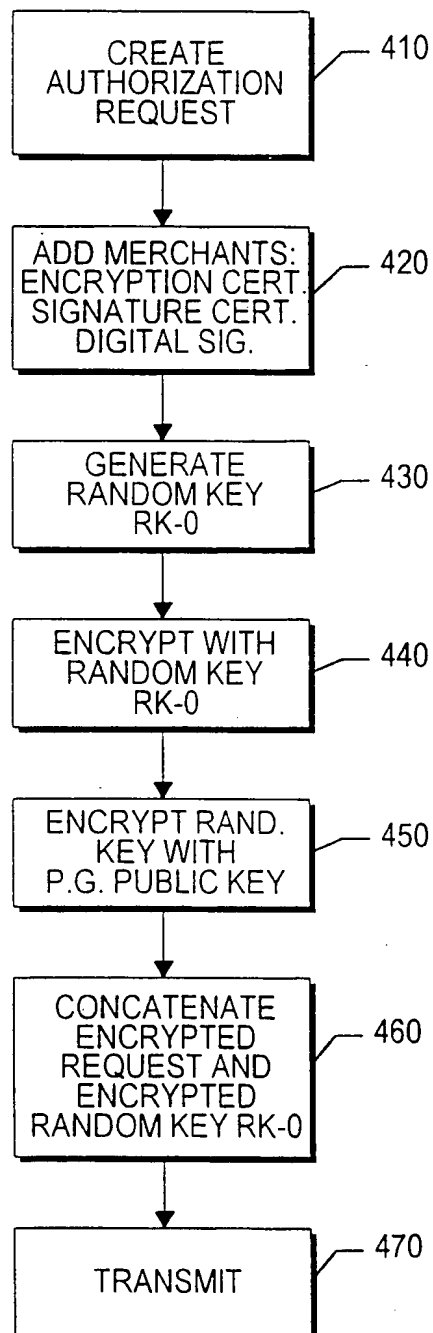 CREATE
AUTHORIZATION
REQUEST
410
ADD MERCHANTS:
ENCRYPTION CERT.
SIGNATURE CERT.
DIGITAL SIG.
420
GENERATE
RANDOM KEY
RK-0
430
ENCRYPT WITH
RANDOM KEY
RK-0
440
ENCRYPT RAND.
KEY WITH
P.G. PUBLIC KEY
450
CONCATENATE
ENCRYPTED
REQUEST AND
ENCRYPTED
RANDOM KEY RK-0
460
TRANSMIT
470